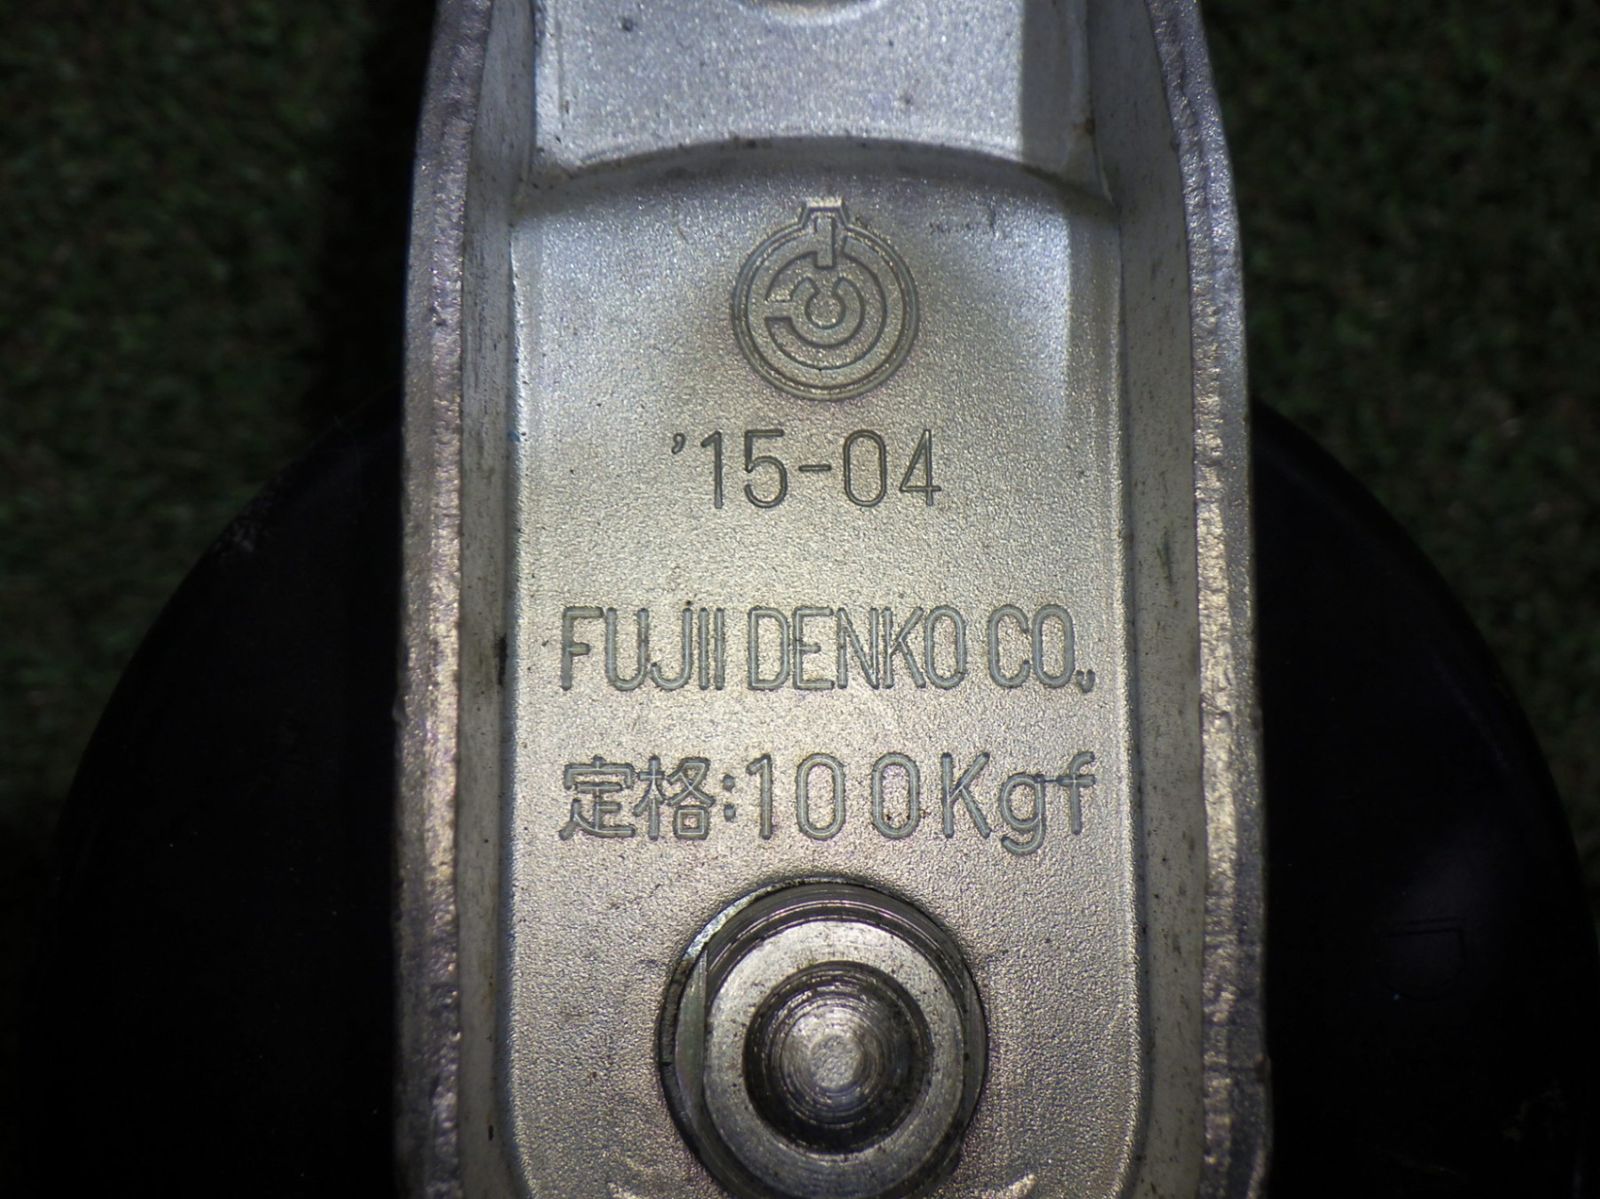 '15-04
FUJII DENKO CO.,
定格:100Kgf